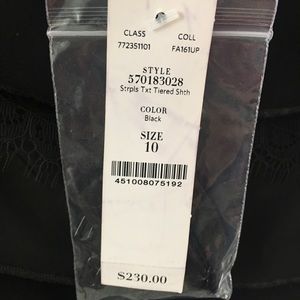 CLASS COLL
772351101 FA161UP
STYLE
570183028
Strpls Txt Tiered Shth
COLOR
Black
SIZE
10
451008075192
$230.00